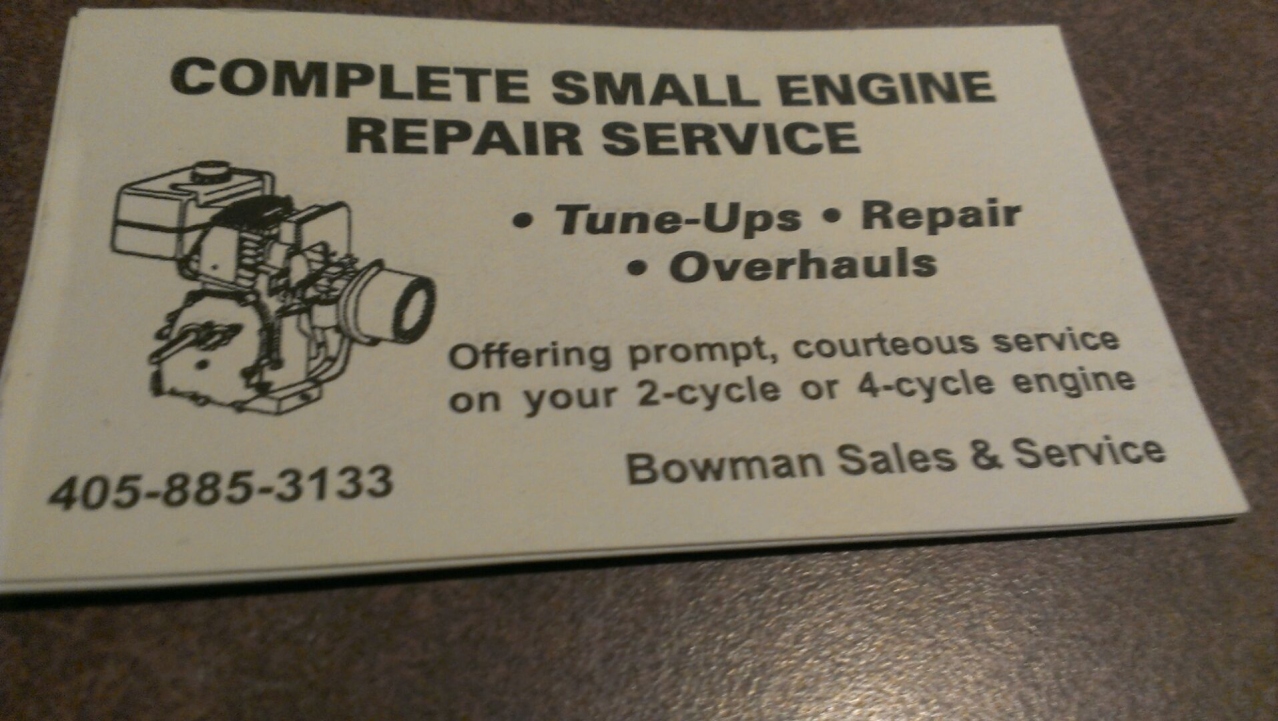 COMPLETE SMALL ENGINE
REPAIR SERVICE
• Tune-Ups • Repair
• Overhauls
Offering prompt, courteous service
on your 2-cycle or 4-cycle engine
405-885-3133
Bowman Sales & Service